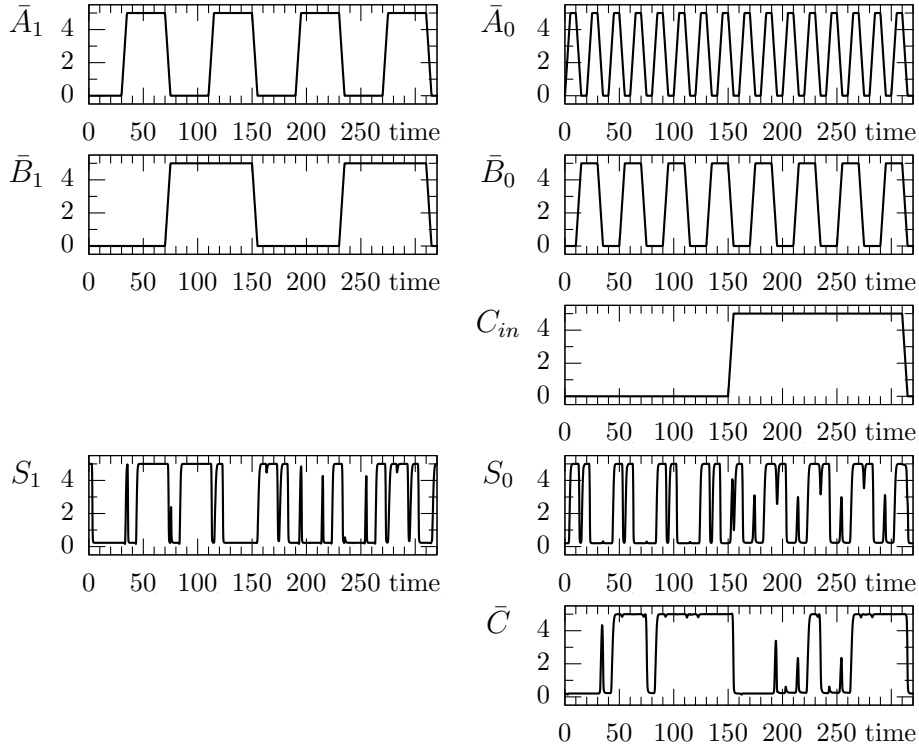 Ā₁ 4 2 0 0 50 100 150 200 250 time
Ā₀ 4 2 0 0 50 100 150 200 250 time
B̄₁ 4 2 0 0 50 100 150 200 250 time
B̄₀ 4 2 0 0 50 100 150 200 250 time
C_in 4 2 0 0 50 100 150 200 250 time
S₁ 4 2 0 0 50 100 150 200 250 time
S₀ 4 2 0 0 50 100 150 200 250 time
C̄ 4 2 0 0 50 100 150 200 250 time